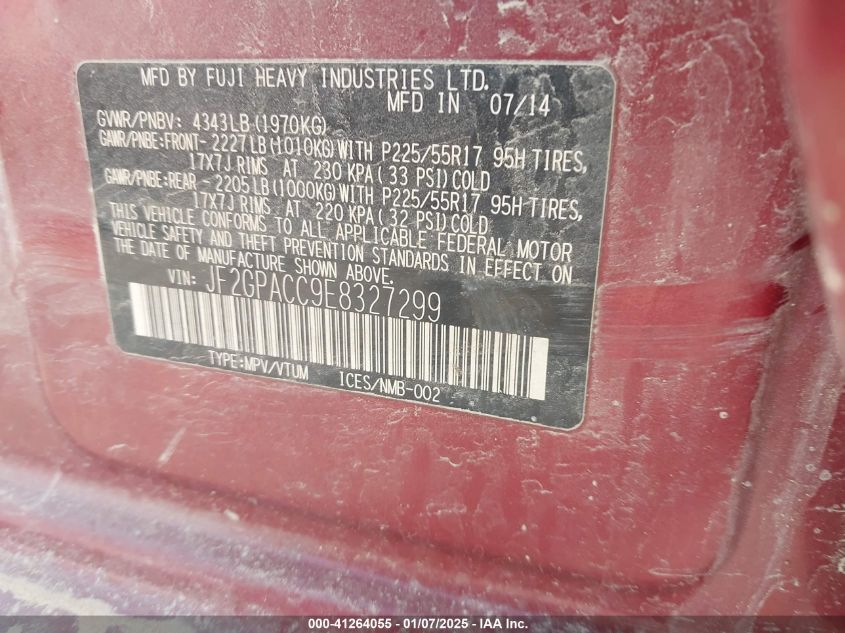 MFD BY FUJI HEAVY INDUSTRIES LTD.
MFD IN 07/14
GVWR/PNBV: 4343LB(1970KG)
GAWR/PNBE:FRONT- 2227LB(1010KG)WITH P225/55R17 95H TIRES,
17X7J RIMS AT 230 KPA( 33 PSI)COLD
GAWR/PNBE:REAR - 2205LB(1000KG)WITH P225/55R17 95H TIRES,
17X7J RIMS AT 220 KPA( 32 PSI)COLD
THIS VEHICLE CONFORMS TO ALL APPLICABLE FEDERAL MOTOR
VEHICLE SAFETY AND THEFT PREVENTION STANDARDS IN EFFECT ON
THE DATE OF MANUFACTURE SHOWN ABOVE.
VIN: JF2GPACC9E8327299
TYPE:MPV/VTUM ICES/NMB-002
000-41264055 - 01/07/2025 - IAA, Inc.